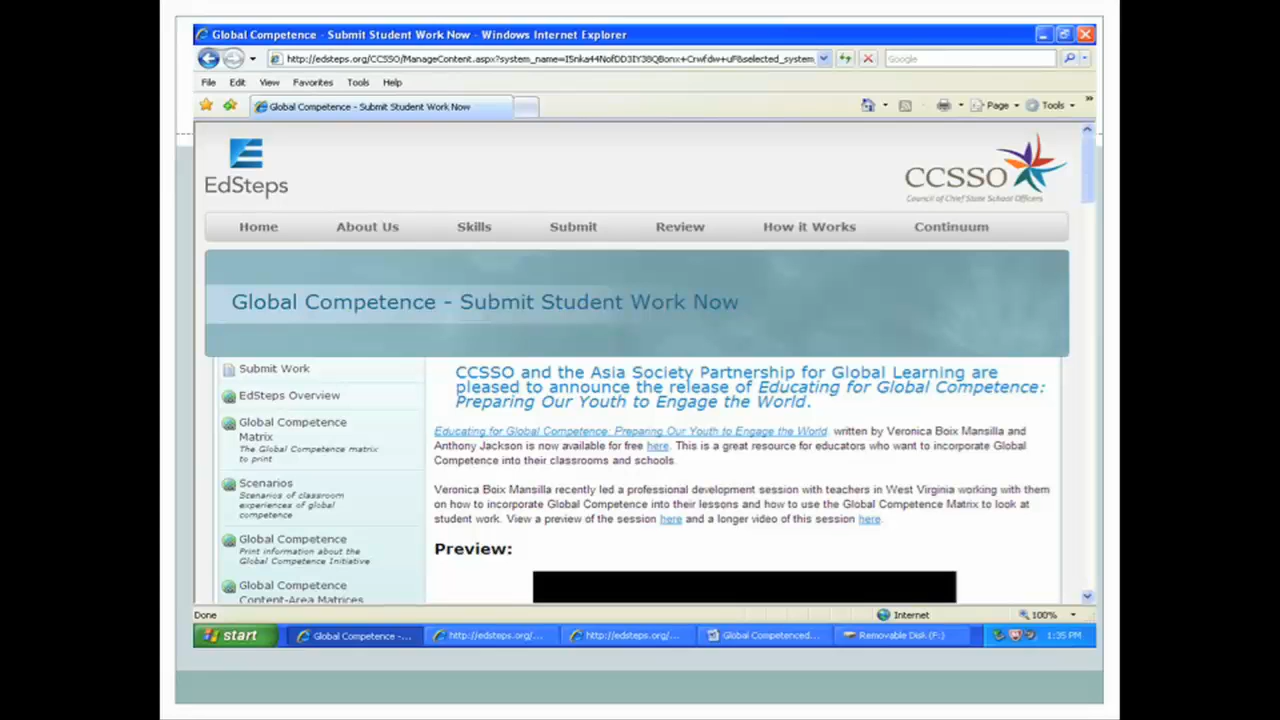 Global Competence - Submit Student Work Now - Windows Internet Explorer
Google
File Edit View Favorites Tools Help
Global Competence - Submit Student Work Now
Page Tools
EdSteps
CCSSO
Council of Chief State School Officers
Home About Us Skills Submit Review How it Works Continuum
Global Competence - Submit Student Work Now
Submit Work
EdSteps Overview
Global Competence
Matrix
The Global Competence matrix
to print
Scenarios
Scenarios of classroom
experiences of global
competence
Global Competence
Print information about the
Global Competence Initiative
Global Competence
Content-Area Matrices
CCSSO and the Asia Society Partnership for Global Learning are
pleased to announce the release of Educating for Global Competence:
Preparing Our Youth to Engage the World.
Educating for Global Competence: Preparing Our Youth to Engage the World, written by Veronica Boix Mansilla and
Anthony Jackson is now available for free here. This is a great resource for educators who want to incorporate Global
Competence into their classrooms and schools.
Veronica Boix Mansilla recently led a professional development session with teachers in West Virginia working with them
on how to incorporate Global Competence into their lessons and how to use the Global Competence Matrix to look at
student work. View a preview of the session here and a longer video of this session here.
Preview:
Done Internet 100%
start Global Competence -... http://edsteps.org/... http://edsteps.org/... Global Competenced... Removable Disk (F:) 1:35 PM